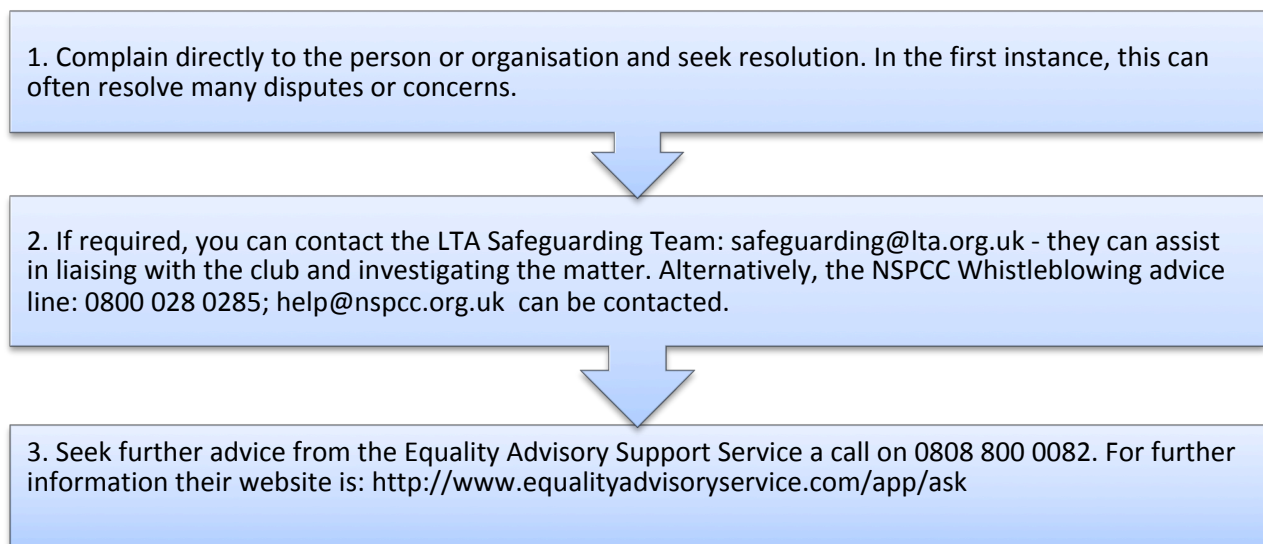 1. Complain directly to the person or organisation and seek resolution. In the first instance, this can
often resolve many disputes or concerns.
2. If required, you can contact the LTA Safeguarding Team: safeguarding@lta.org.uk - they can assist
in liaising with the club and investigating the matter. Alternatively, the NSPCC Whistleblowing advice
line: 0800 028 0285; help@nspcc.org.uk can be contacted.
3. Seek further advice from the Equality Advisory Support Service a call on 0808 800 0082. For further
information their website is: http://www.equalityadvisoryservice.com/app/ask